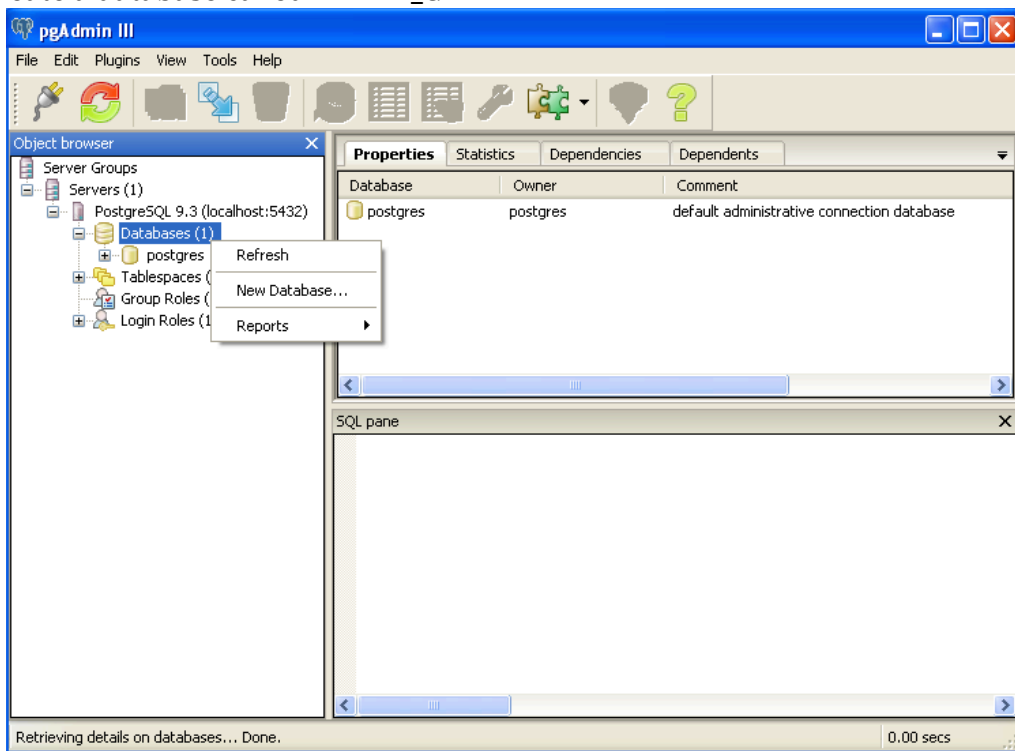 pgAdmin III
File Edit Plugins View Tools Help
Object browser
Server Groups
Servers (1)
PostgreSQL 9.3 (localhost:5432)
Databases (1)
postgres
Tablespaces (
Group Roles (
Login Roles (1
Refresh
New Database...
Reports
Properties Statistics Dependencies Dependents
Database Owner Comment
postgres postgres default administrative connection database
SQL pane
Retrieving details on databases... Done. 0.00 secs